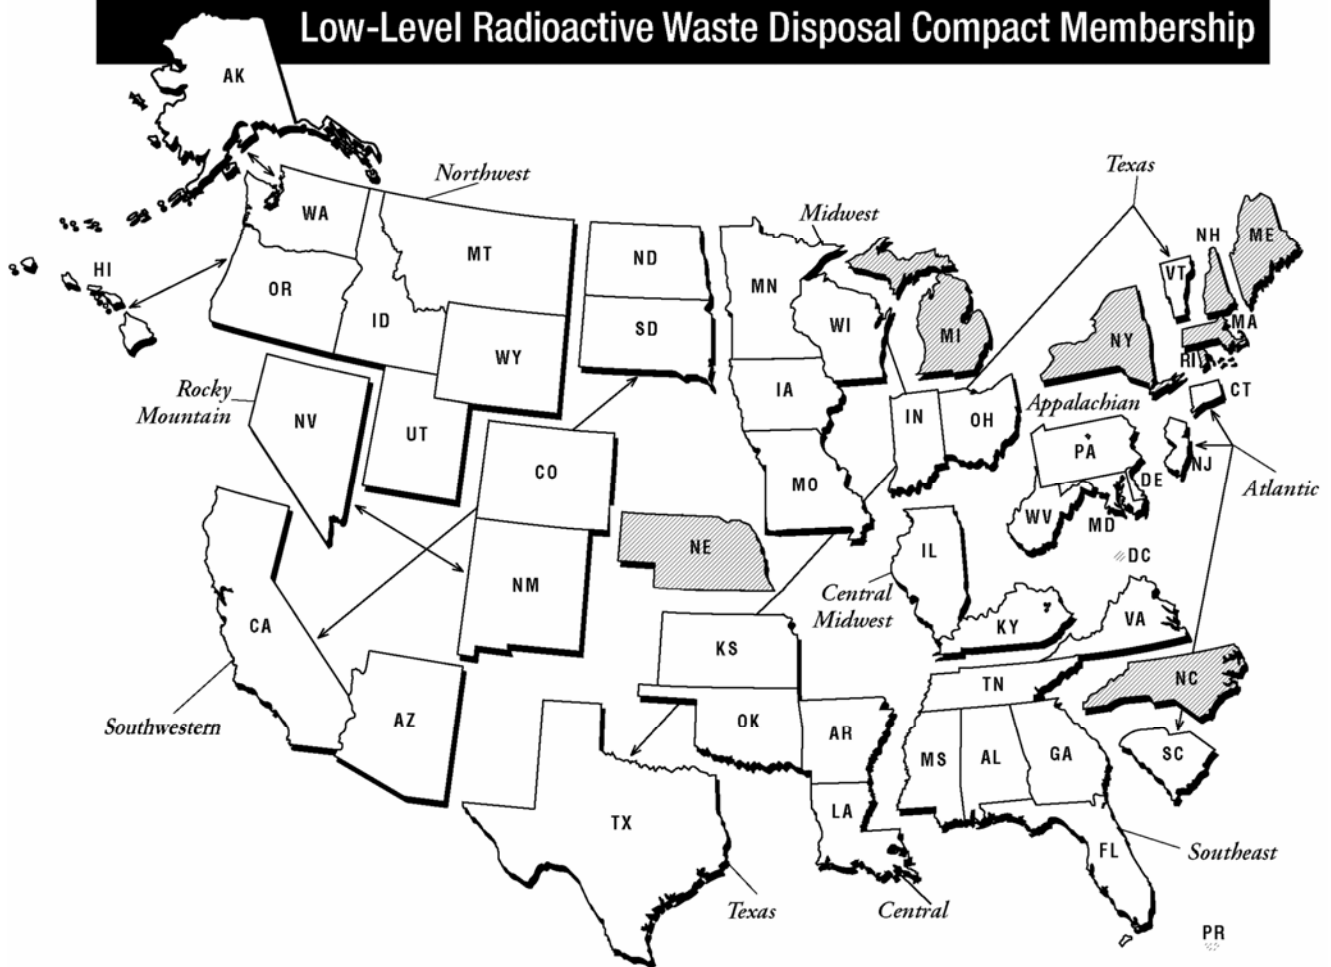 Low-Level Radioactive Waste Disposal Compact Membership
AK
Northwest
Texas
WA
Midwest
NH
ME
MT
ND
HI
VT
OR
MN
ID
SD
WI
MI
NY
MA
WY
RI
Rocky
Mountain
IA
CT
NV
UT
IN
OH
Appalachian
PA
CO
MO
NJ
DE
Atlantic
WV
MD
NE
IL
DC
NM
Central
Midwest
CA
KY
VA
KS
TN
NC
Southwestern
AZ
OK
AR
MS
AL
GA
SC
LA
TX
FL
Southeast
Texas
Central
PR